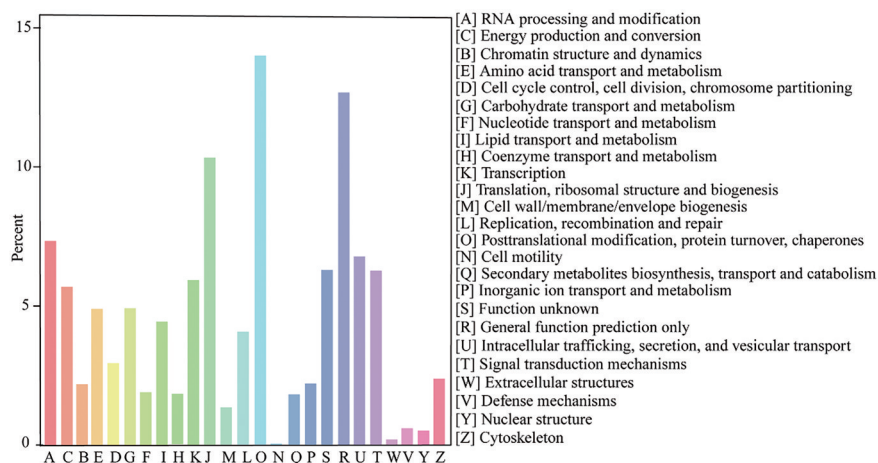 15
10
5
0
Percent
A C B E D G F I H K J M L O N Q P S R U T W V Y Z
[A] RNA processing and modification
[C] Energy production and conversion
[B] Chromatin structure and dynamics
[E] Amino acid transport and metabolism
[D] Cell cycle control, cell division, chromosome partitioning
[G] Carbohydrate transport and metabolism
[F] Nucleotide transport and metabolism
[I] Lipid transport and metabolism
[H] Coenzyme transport and metabolism
[K] Transcription
[J] Translation, ribosomal structure and biogenesis
[M] Cell wall/membrane/envelope biogenesis
[L] Replication, recombination and repair
[O] Posttranslational modification, protein turnover, chaperones
[N] Cell motility
[Q] Secondary metabolites biosynthesis, transport and catabolism
[P] Inorganic ion transport and metabolism
[S] Function unknown
[R] General function prediction only
[U] Intracellular trafficking, secretion, and vesicular transport
[T] Signal transduction mechanisms
[W] Extracellular structures
[V] Defense mechanisms
[Y] Nuclear structure
[Z] Cytoskeleton